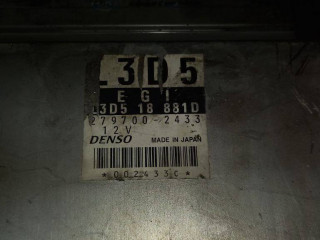 L3D5
EGI
L3D5 18 881D
279700-2433
12V
DENSO MADE IN JAPAN